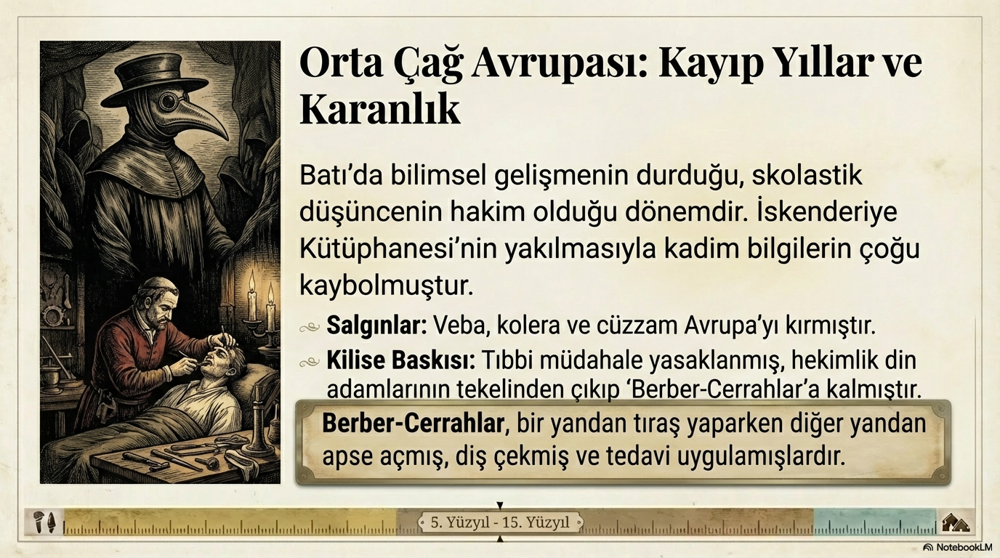 Orta Çağ Avrupası: Kayıp Yıllar ve
Karanlık
Batı’da bilimsel gelişmenin durduğu, skolastik
düşüncenin hakim olduğu dönemdir. İskenderiye
Kütüphanesi’nin yakılmasıyla kadim bilgilerin çoğu
kaybolmuştur.
Salgınlar: Veba, kolera ve cüzzam Avrupa’yı kırmıştır.
Kilise Baskısı: Tıbbi müdahale yasaklanmış, hekimlik din
adamlarının tekelinden çıkıp ‘Berber-Cerrahlar’a kalmıştır.
Berber-Cerrahlar, bir yandan tıraş yaparken diğer yandan
apse açmış, diş çekmiş ve tedavi uygulamışlardır.
5. Yüzyıl - 15. Yüzyıl
NotebookLM